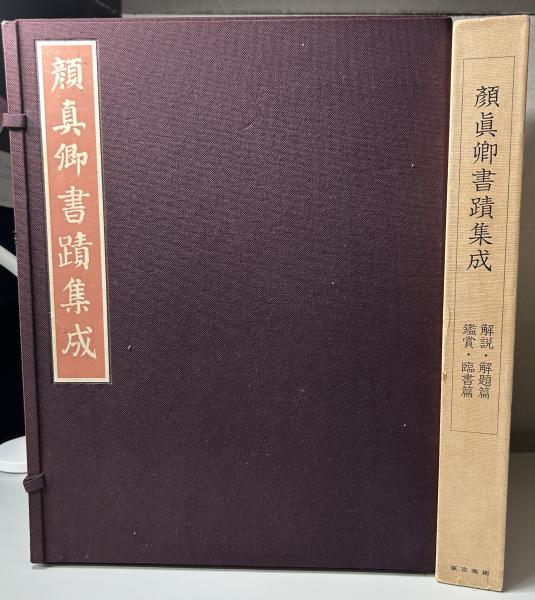 顔真卿書蹟集成
顏眞卿書蹟集成
解説・解題篇
鑑賞・臨書篇
東京美術